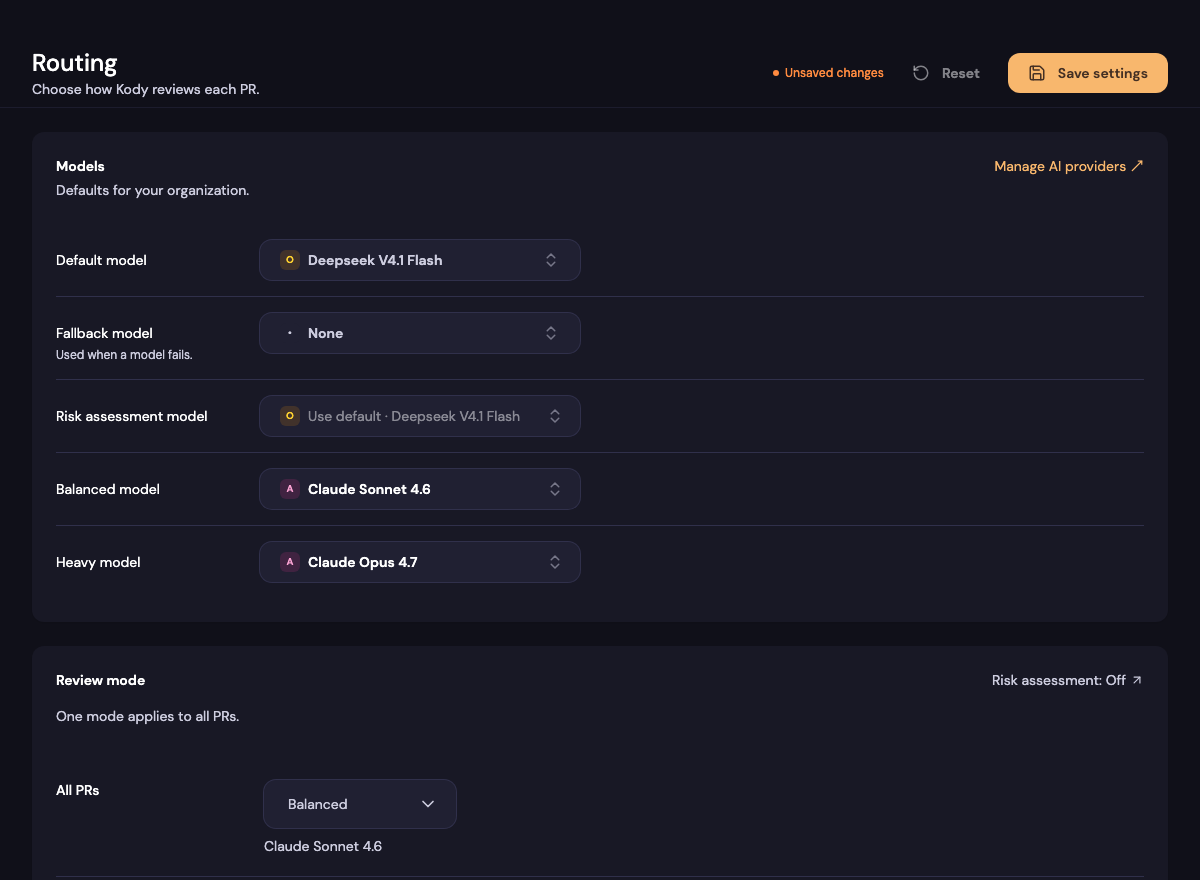 Routing
Choose how Kody reviews each PR.
Unsaved changes
Reset
Save settings
Models
Manage AI providers ↗
Defaults for your organization.
Default model
O Deepseek V4.1 Flash
Fallback model
Used when a model fails.
· None
Risk assessment model
O Use default · Deepseek V4.1 Flash
Balanced model
A Claude Sonnet 4.6
Heavy model
A Claude Opus 4.7
Review mode
Risk assessment: Off ↗
One mode applies to all PRs.
All PRs
Balanced
Claude Sonnet 4.6